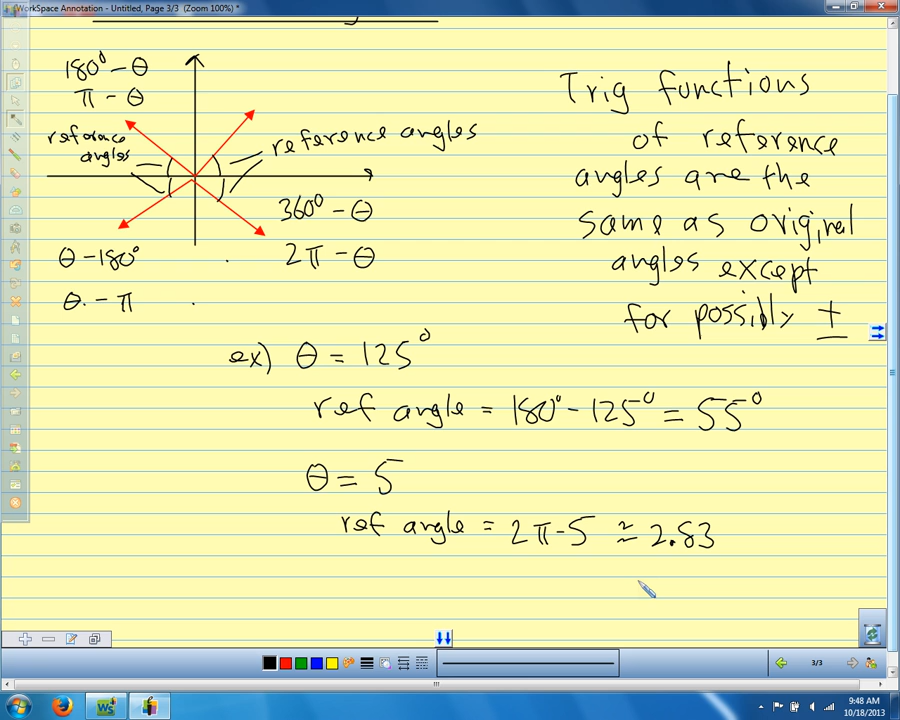 WorkSpace Annotation - Untitled, Page 3/3 (Zoom 100%) *
180° - θ
π - θ
reference
angles
reference angles
360° - θ
2π - θ
θ - 180°
θ - π
Trig functions
of reference
angles are the
same as original
angles except
for possibly ±
ex) θ = 125°
ref angle = 180° - 125° = 55°
θ = 5
ref angle = 2π - 5 ≈ 2.83
3/3
9:48 AM
10/18/2013